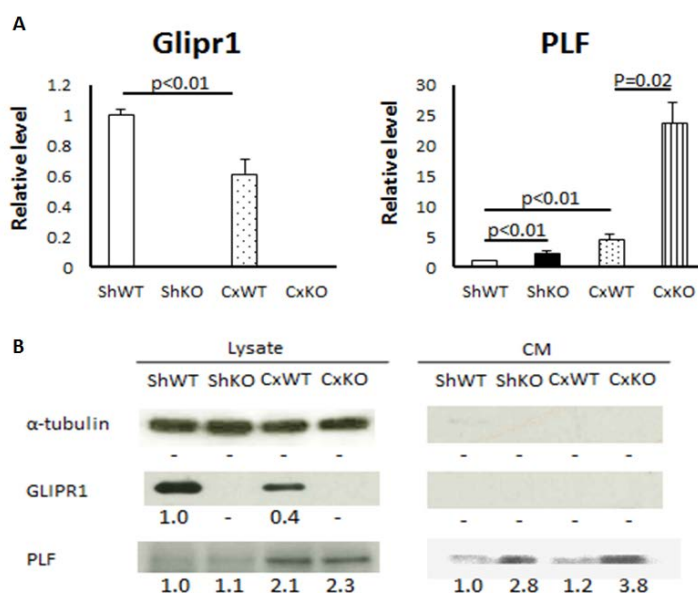 A
Glipr1
PLF
Relative level
1.2
1
0.8
0.6
0.4
0.2
0
p<0.01
ShWT ShKO CxWT CxKO
Relative level
30
25
20
15
10
5
0
P=0.02
p<0.01
p<0.01
ShWT ShKO CxWT CxKO
B
Lysate
CM
ShWT ShKO CxWT CxKO
ShWT ShKO CxWT CxKO
α-tubulin
- - - -
- - - -
GLIPR1
1.0 - 0.4 -
- - - -
PLF
1.0 1.1 2.1 2.3
1.0 2.8 1.2 3.8